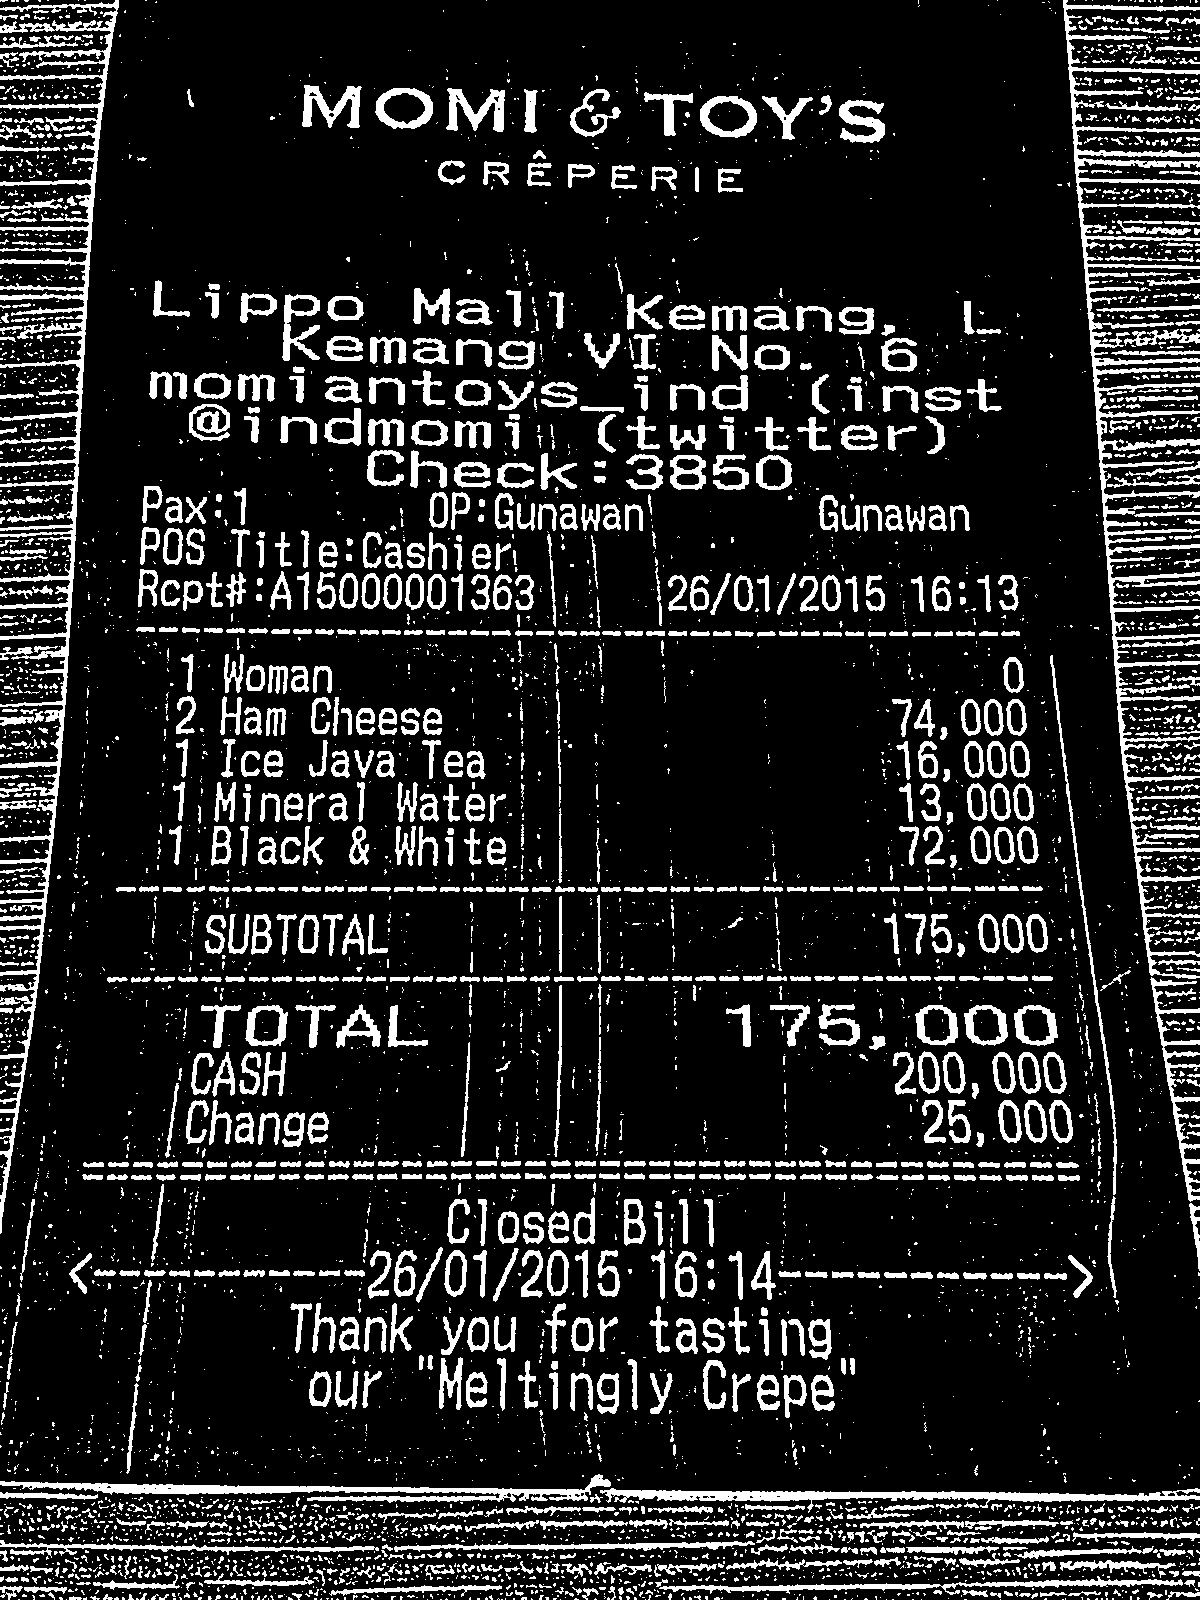 MOMI & TOY'S
CRÊPERIE
Lippo Mall Kemang, L
Kemang VI No. 6
momiantoys_ind (inst
@indmomi (twitter)
Check:3850
Pax:1 OP:Gunawan Gunawan
POS Title:Cashier
Rcpt#:A15000001363 26/01/2015 16:13
1 Woman 0
2 Ham Cheese 74,000
1 Ice Java Tea 16,000
1 Mineral Water 13,000
1 Black & White 72,000
SUBTOTAL 175,000
TOTAL 175,000
CASH 200,000
Change 25,000
Closed Bill
<----------26/01/2015 16:14---------->
Thank you for tasting
our "Meltingly Crepe"